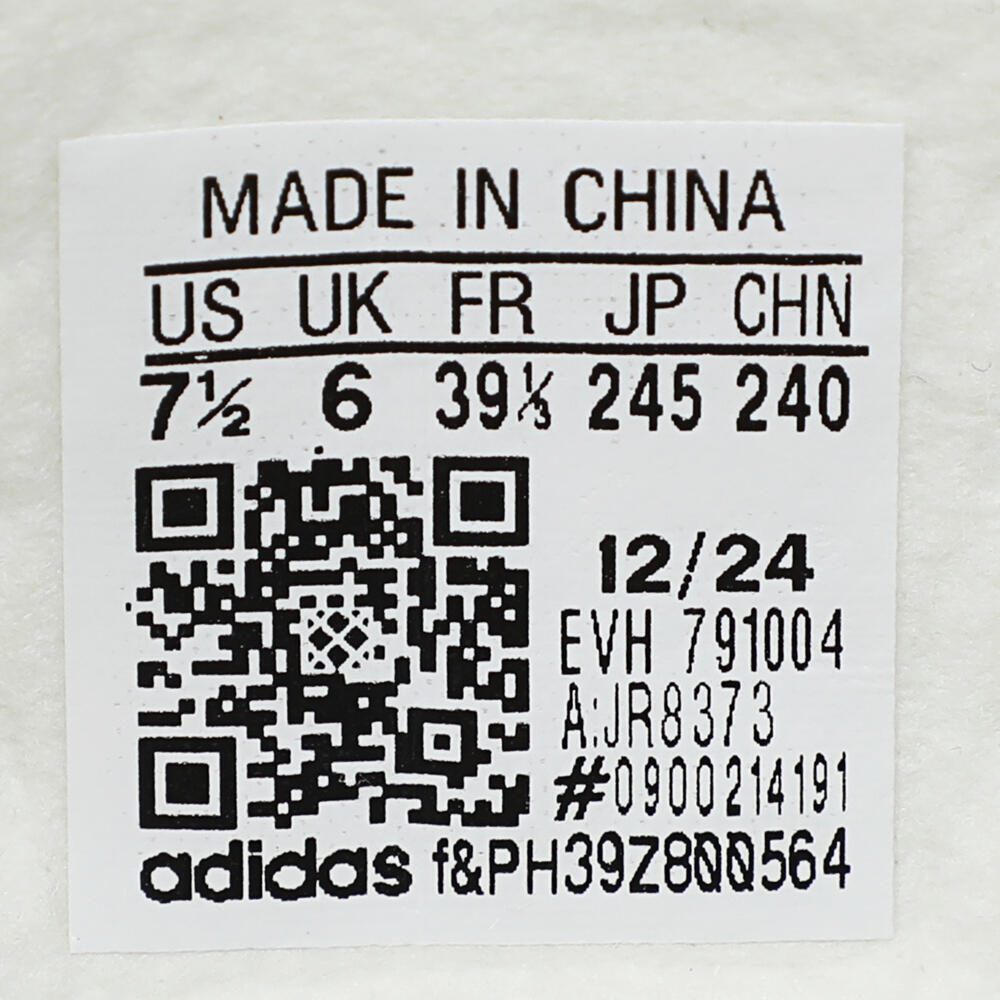 MADE IN CHINA
US UK FR JP CHN
7½ 6 39⅓ 245 240
12/24
EVH 791004
A:JR8373
#0900214191
adidas f&PH39Z800564